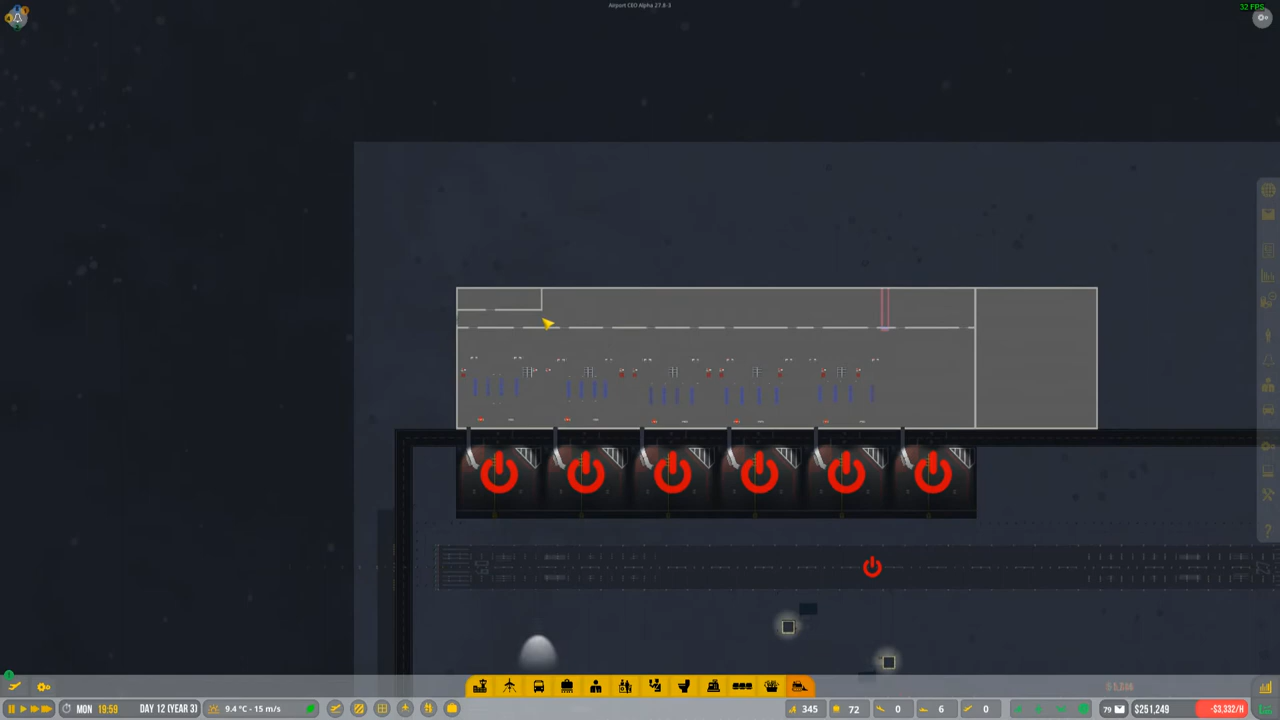 Airport CEO Alpha 27.8-3
32 FPS
MON 19:59
DAY 12 (YEAR 3)
9.4 °C - 15 m/s
345
72
0
6
0
79
$251,249
-$3,332/H